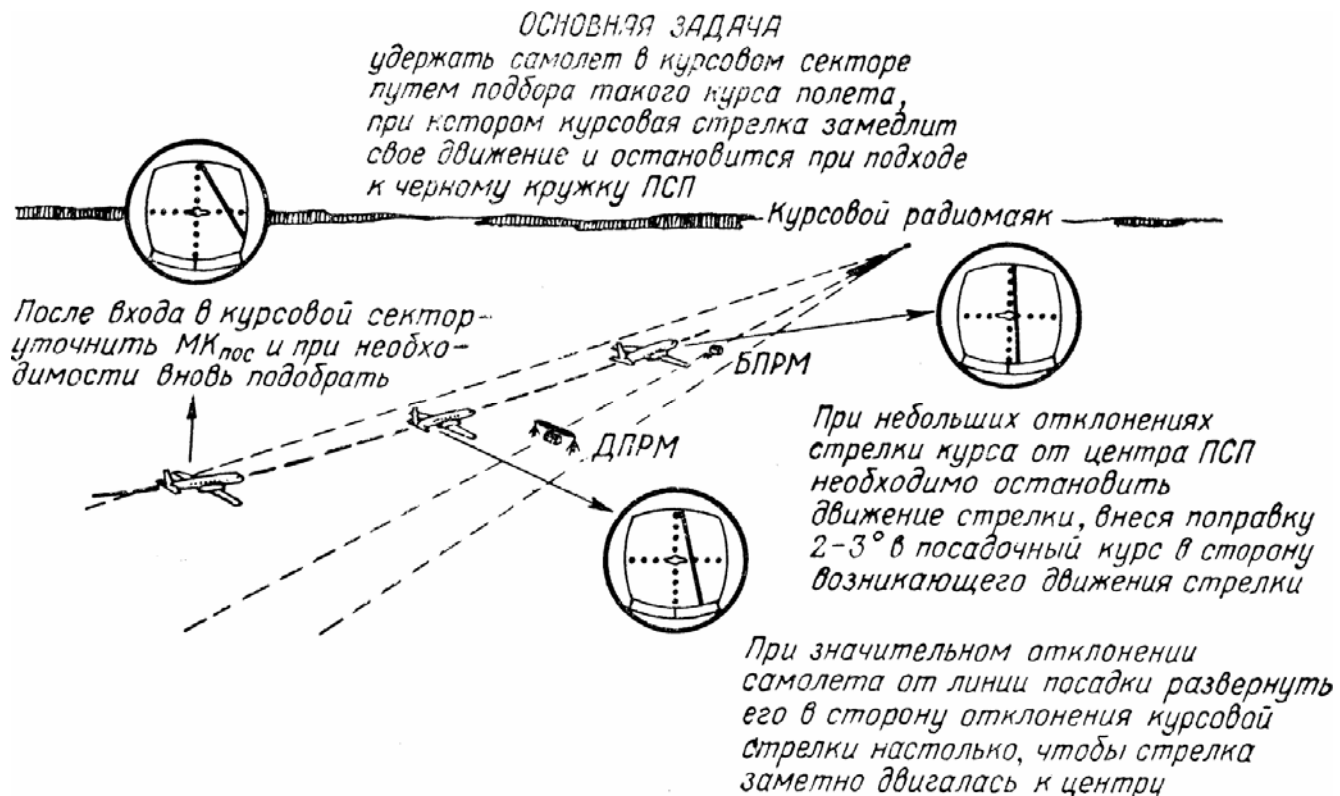 ОСНОВНАЯ ЗАДАЧА
удержать самолет в курсовом секторе
путем подбора такого курса полета,
при котором курсовая стрелка замедлит
свое движение и остановится при подходе
к черному кружку ПСП
Курсовой радиомаяк
После входа в курсовой сектор
уточнить МКпос и при необхо-
димости вновь подобрать
БПРМ
ДПРМ
При небольших отклонениях
стрелки курса от центра ПСП
необходимо остановить
движение стрелки, внеся поправку
2-3° в посадочный курс в сторону
возникающего движения стрелки
При значительном отклонении
самолета от линии посадки развернуть
его в сторону отклонения курсовой
стрелки настолько, чтобы стрелка
заметно двигалась к центру